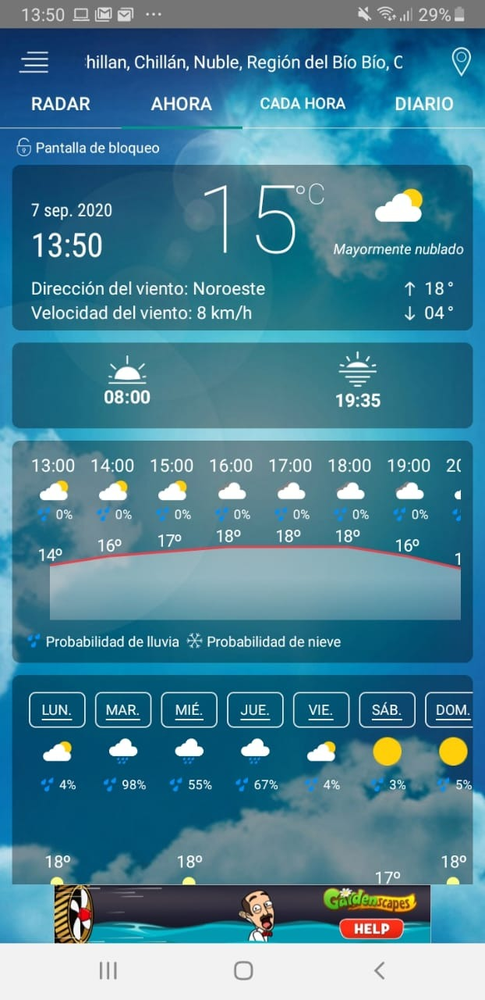 13:50 29%
hillan, Chillán, Nuble, Región del Bío Bío, C
RADAR AHORA CADA HORA DIARIO
Pantalla de bloqueo
7 sep. 2020
13:50
15°C
Mayormente nublado
Dirección del viento: Noroeste
Velocidad del viento: 8 km/h
↑ 18°
↓ 04°
08:00 19:35
13:00 14:00 15:00 16:00 17:00 18:00 19:00 20
0% 0% 0% 0% 0% 0% 0%
14º 16º 17º 18º 18º 18º 16º 1
Probabilidad de lluvia Probabilidad de nieve
LUN. MAR. MIÉ. JUE. VIE. SÁB. DOM.
4% 98% 55% 67% 4% 3% 5%
18º 18º 17º 18º
Gardenscapes
HELP